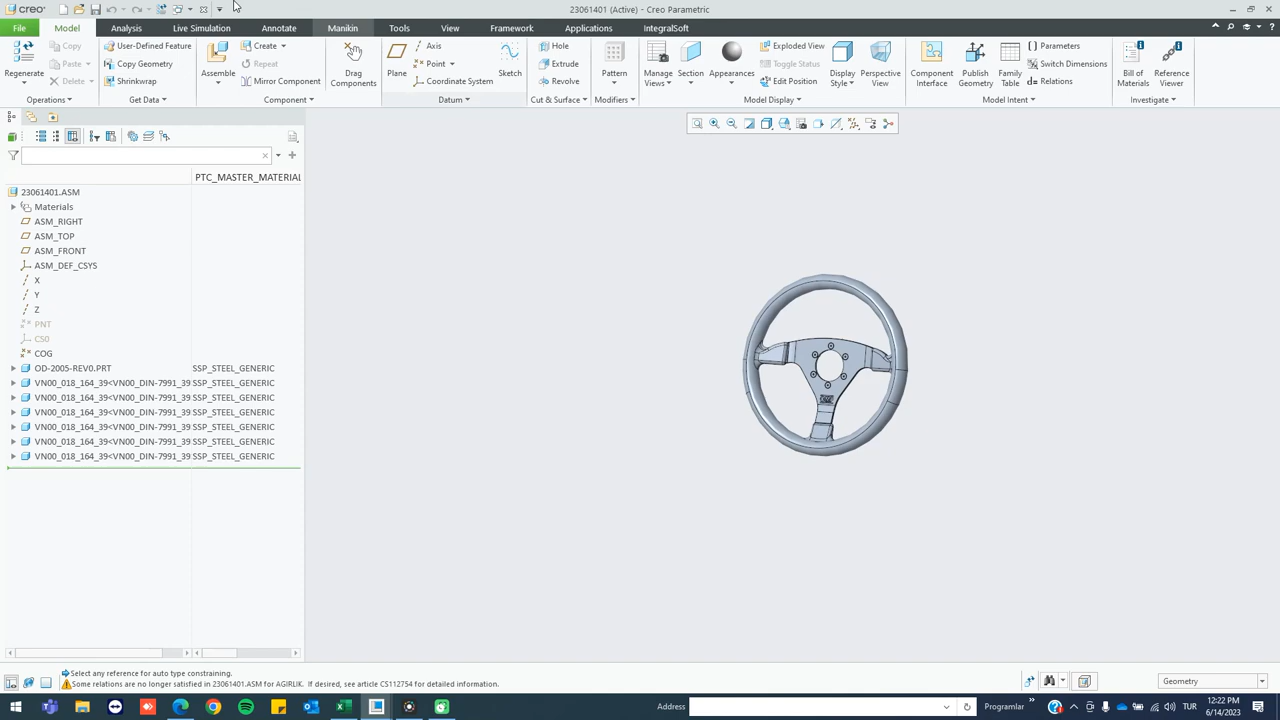 creo
23061401 (Active) - Creo Parametric
File
Model
Analysis
Live Simulation
Annotate
Manikin
Tools
View
Framework
Applications
IntegralSoft
Regenerate
Copy
Paste
Delete
Operations
User-Defined Feature
Copy Geometry
Shrinkwrap
Get Data
Assemble
Create
Repeat
Mirror Component
Component
Drag
Components
Plane
Axis
Point
Coordinate System
Sketch
Datum
Hole
Extrude
Revolve
Cut & Surface
Pattern
Modifiers
Manage
Views
Section
Appearances
Exploded View
Toggle Status
Edit Position
Display
Style
Perspective
View
Model Display
Component
Interface
Publish
Geometry
Family
Table
Parameters
Switch Dimensions
Relations
Model Intent
Bill of
Materials
Reference
Viewer
Investigate
PTC_MASTER_MATERIAL
23061401.ASM
Materials
ASM_RIGHT
ASM_TOP
ASM_FRONT
ASM_DEF_CSYS
X
Y
Z
PNT
CS0
COG
OD-2005-REV0.PRT SSP_STEEL_GENERIC
VN00_018_164_39<VN00_DIN-7991_39 SSP_STEEL_GENERIC
VN00_018_164_39<VN00_DIN-7991_39 SSP_STEEL_GENERIC
VN00_018_164_39<VN00_DIN-7991_39 SSP_STEEL_GENERIC
VN00_018_164_39<VN00_DIN-7991_39 SSP_STEEL_GENERIC
VN00_018_164_39<VN00_DIN-7991_39 SSP_STEEL_GENERIC
VN00_018_164_39<VN00_DIN-7991_39 SSP_STEEL_GENERIC
Select any reference for auto type constraining.
Some relations are no longer satisfied in 23061401.ASM for AGIRLIK. If desired, see article CS112754 for detailed information.
Geometry
Address
Programlar
TUR
12:22 PM
6/14/2023